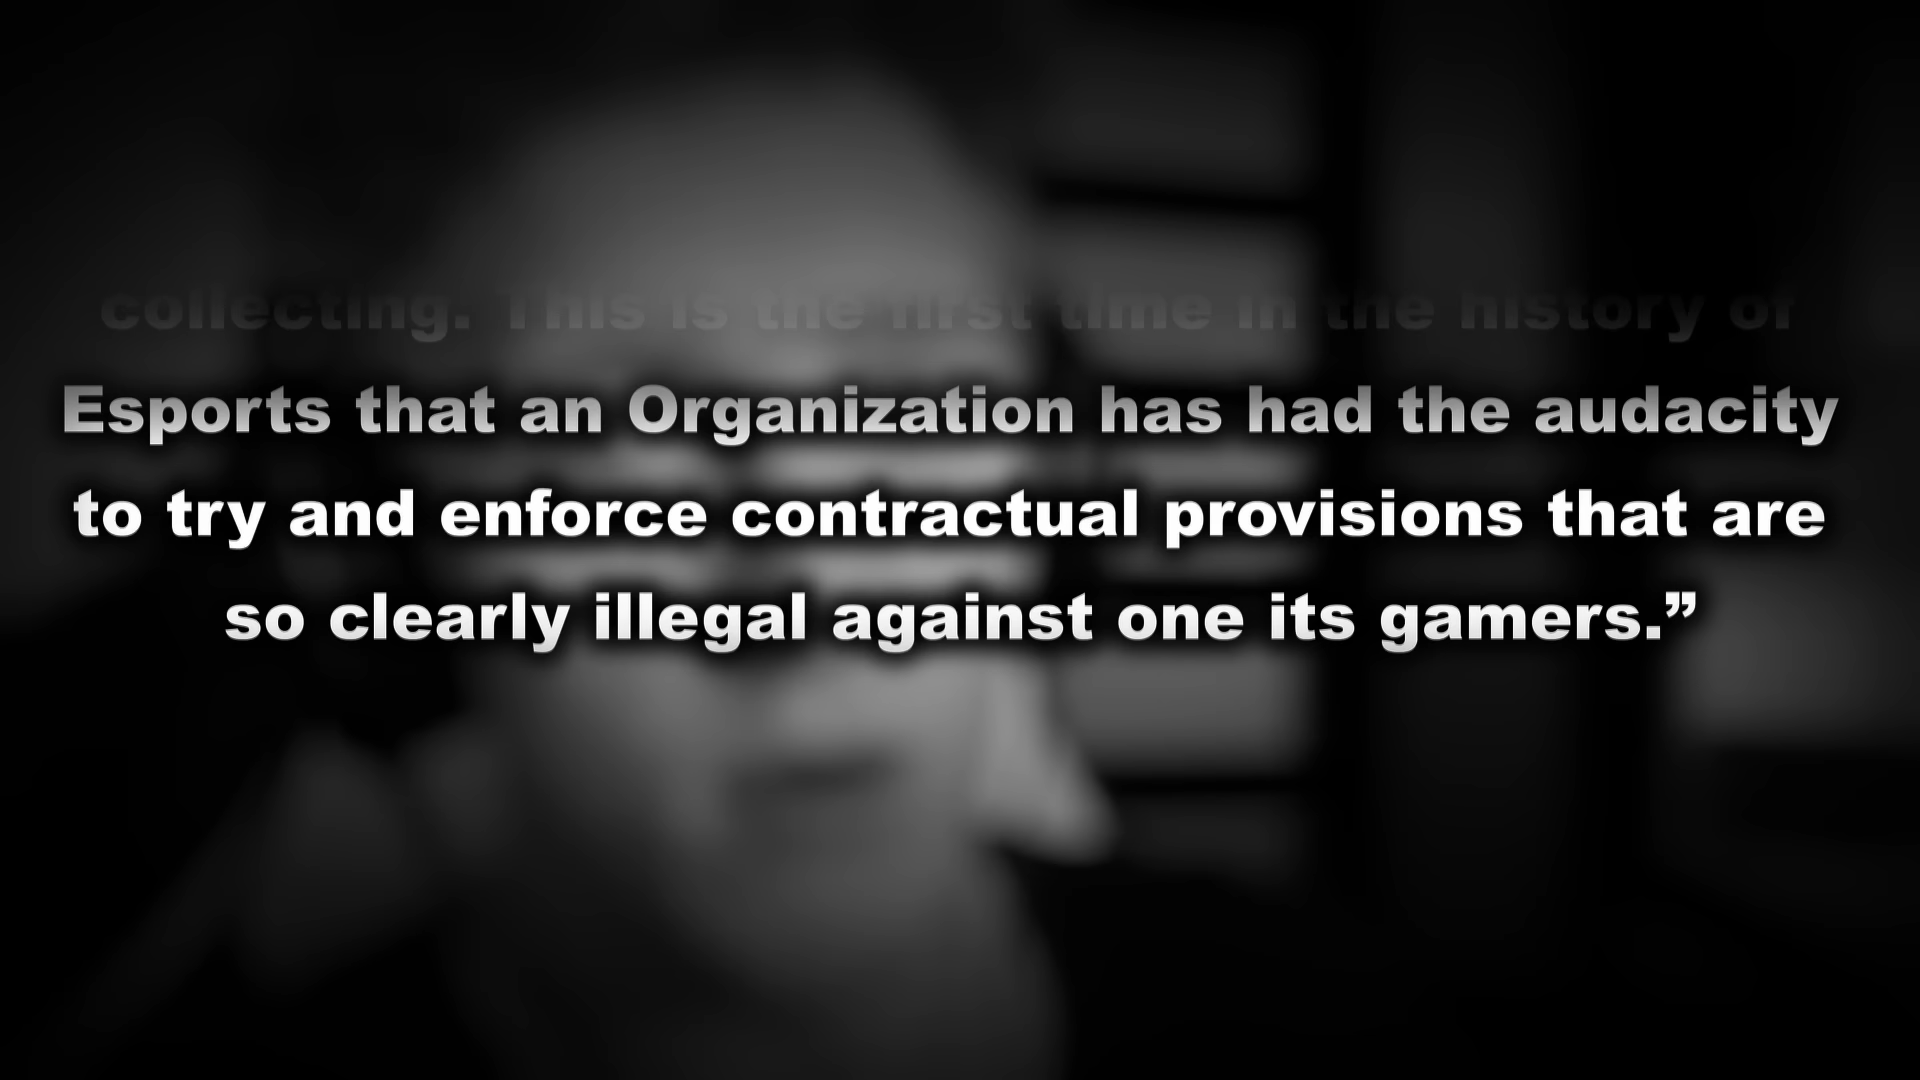 collecting. This is the first time in the history of
Esports that an Organization has had the audacity
to try and enforce contractual provisions that are
so clearly illegal against one its gamers.”